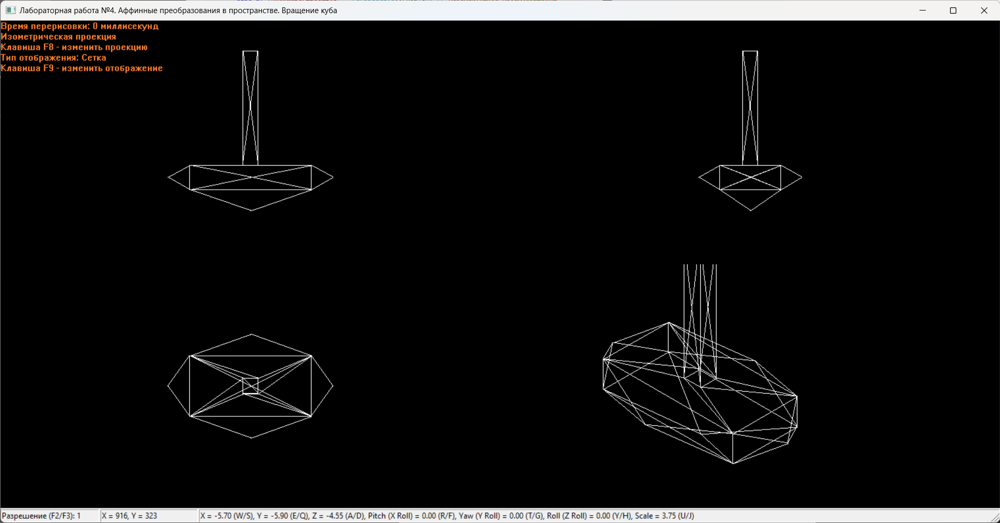 Лабораторная работа №4. Аффинные преобразования в пространстве. Вращение куба
Время перерисовки: 0 миллисекунд
Изометрическая проекция
Клавиша F8 - изменить проекцию
Тип отображения: Сетка
Клавиша F9 - изменить отображение
Разрешение (F2/F3): 1
X = 916, Y = 323
X = -5.70 (W/S), Y = -5.90 (E/Q), Z = -4.55 (A/D), Pitch (X Roll) = 0.00 (R/F), Yaw (Y Roll) = 0.00 (T/G), Roll (Z Roll) = 0.00 (Y/H), Scale = 3.75 (U/J)